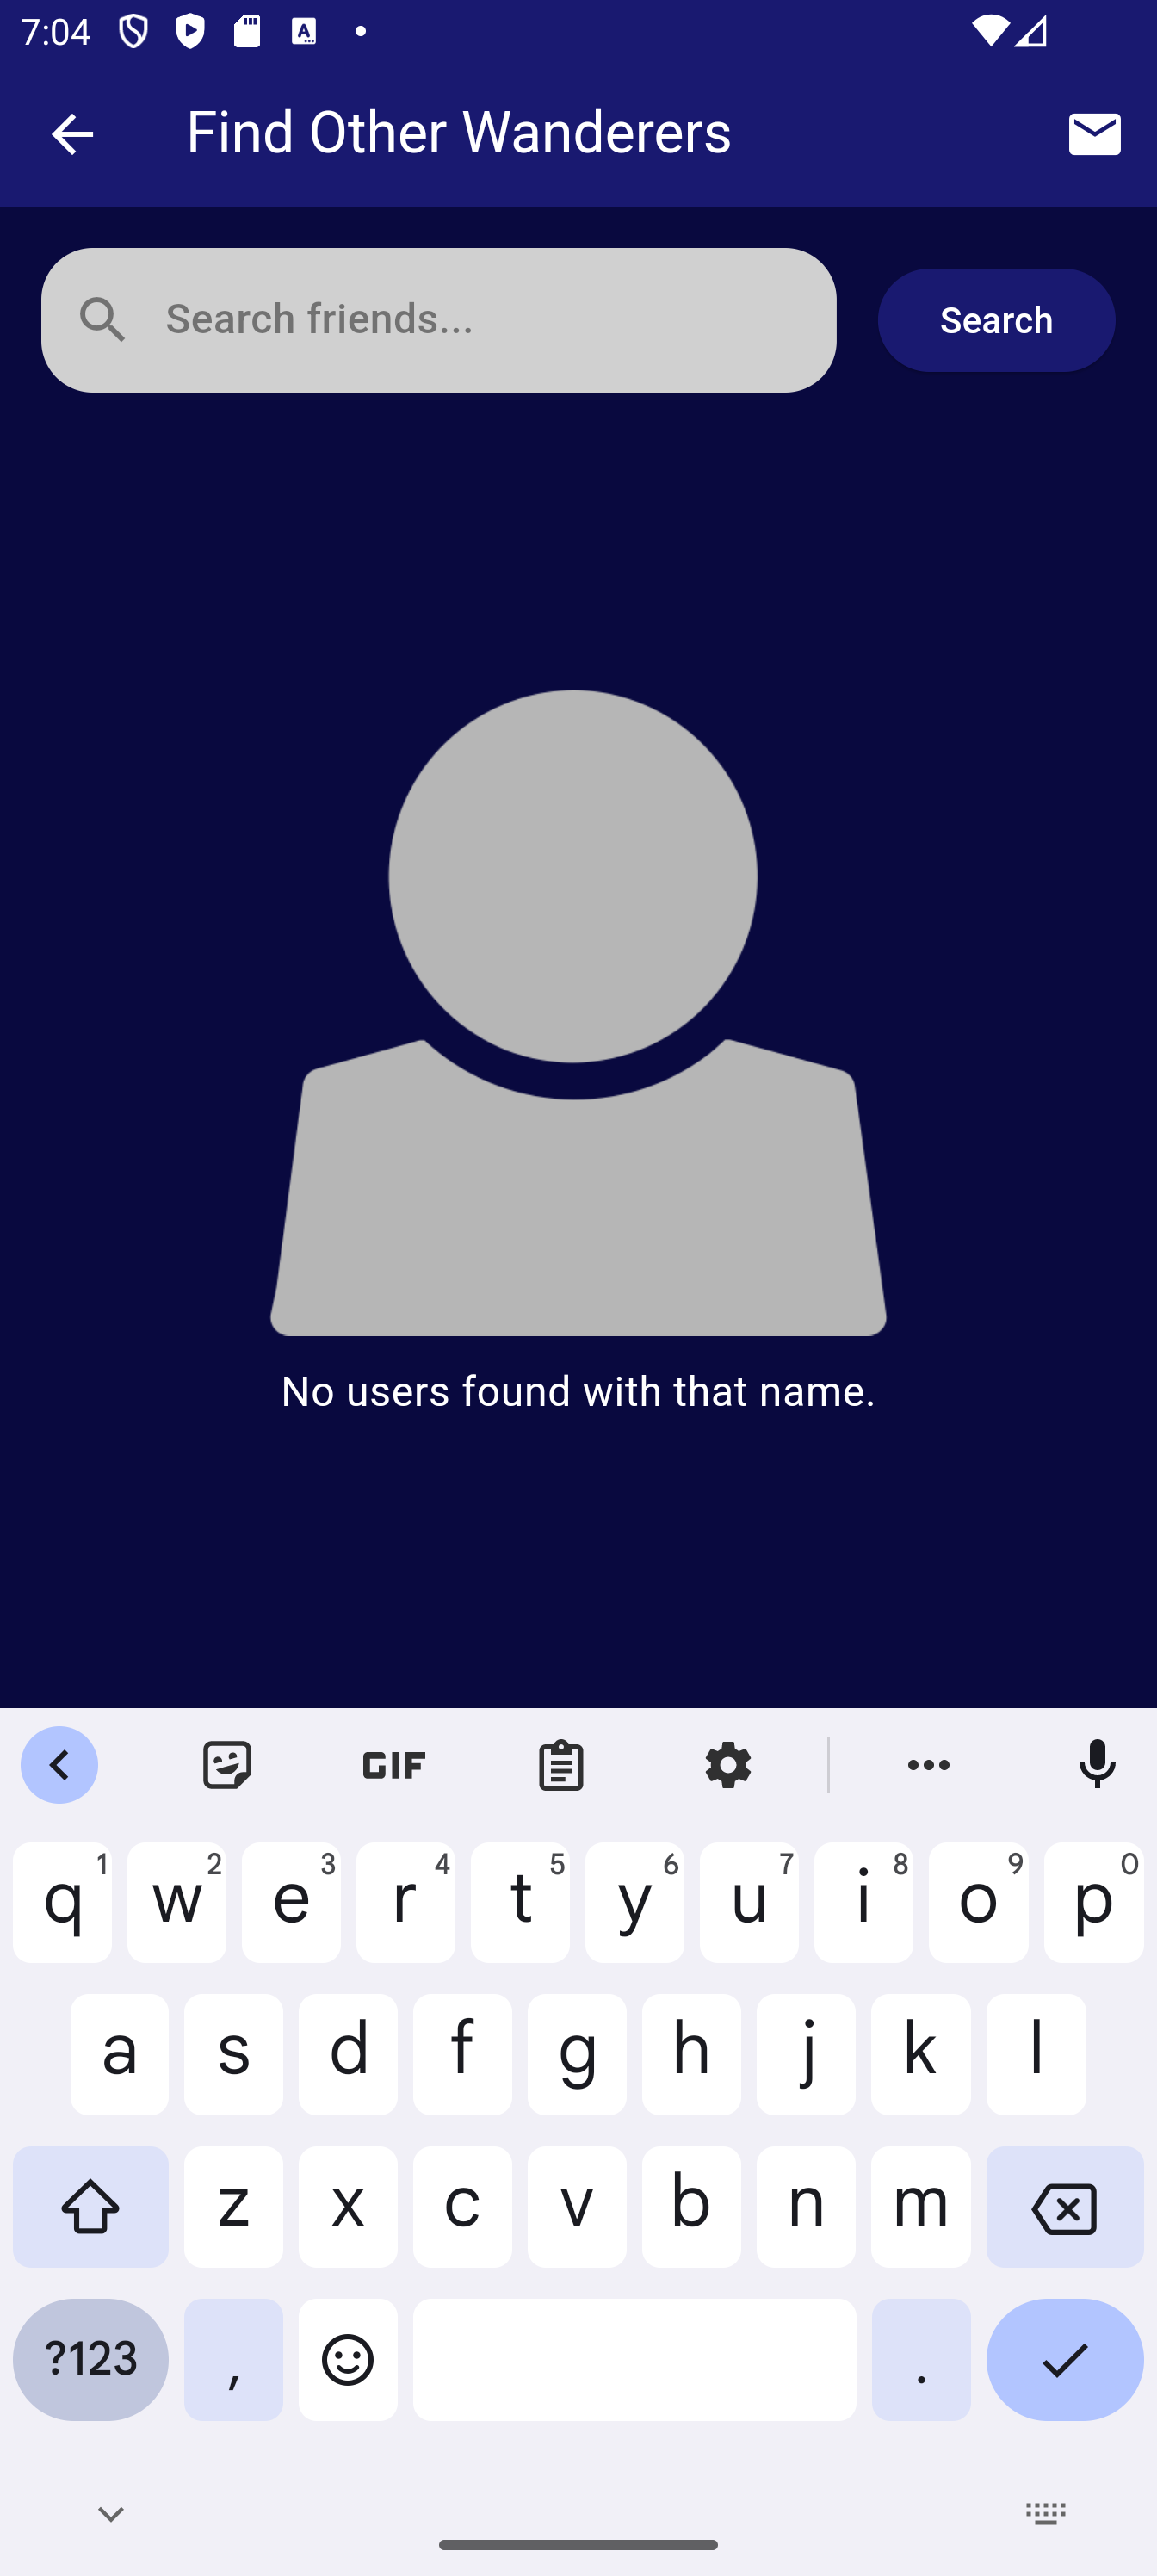 7:04
Find Other Wanderers
Search friends...
Search
No users found with that name.
GIF
q 1 w 2 e 3 r 4 t 5 y 6 u 7 i 8 o 9 p 0
a s d f g h j k l
z x c v b n m
?123 , .